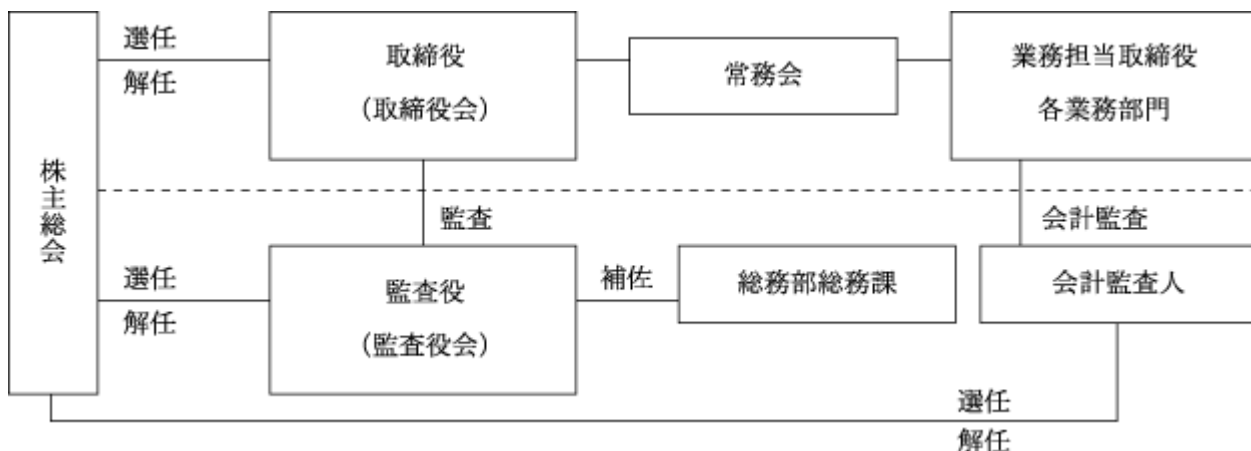 株主総会
選任
解任
取締役
（取締役会）
常務会
業務担当取締役
各業務部門
監査
会計監査
選任
解任
監査役
（監査役会）
補佐
総務部総務課
会計監査人
選任
解任